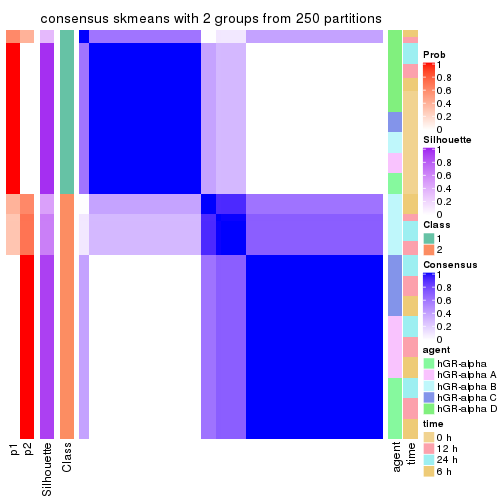 consensus skmeans with 2 groups from 250 partitions
Prob
1
0.8
0.6
0.4
0.2
0
Silhouette
1
0.8
0.6
0.4
0.2
0
Class
1
2
Consensus
1
0.8
0.6
0.4
0.2
0
agent
hGR-alpha
hGR-alpha A
hGR-alpha B
hGR-alpha C
hGR-alpha D
time
0 h
12 h
24 h
6 h
p1
p2
Silhouette
Class
agent
time